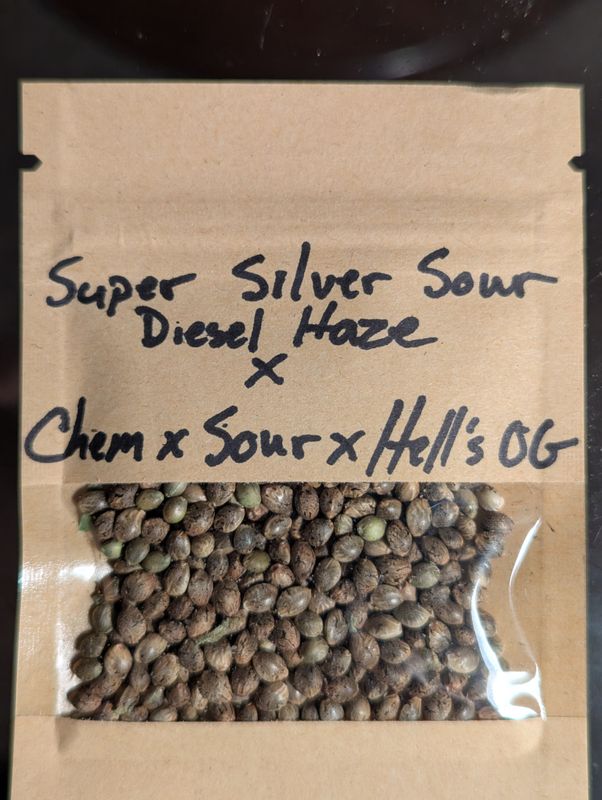 Super Silver Sour
Diesel Haze
x
Chem x Sour x Hell's OG